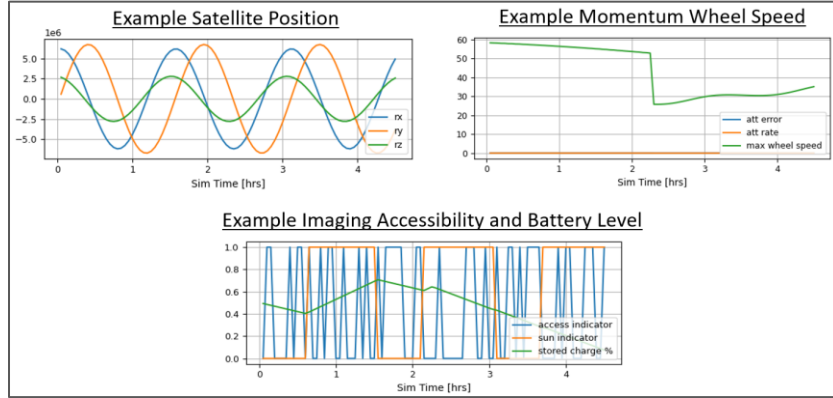 Example Satellite Position
1e6
5.0
2.5
0.0
−2.5
−5.0
rx
ry
rz
0
1
2
3
4
Sim Time [hrs]
Example Momentum Wheel Speed
60
50
40
30
20
10
0
att error
att rate
max wheel speed
0
1
2
3
4
Sim Time [hrs]
Example Imaging Accessibility and Battery Level
1.0
0.8
0.6
0.4
0.2
0.0
access indicator
sun indicator
stored charge %
0
1
2
3
4
Sim Time [hrs]